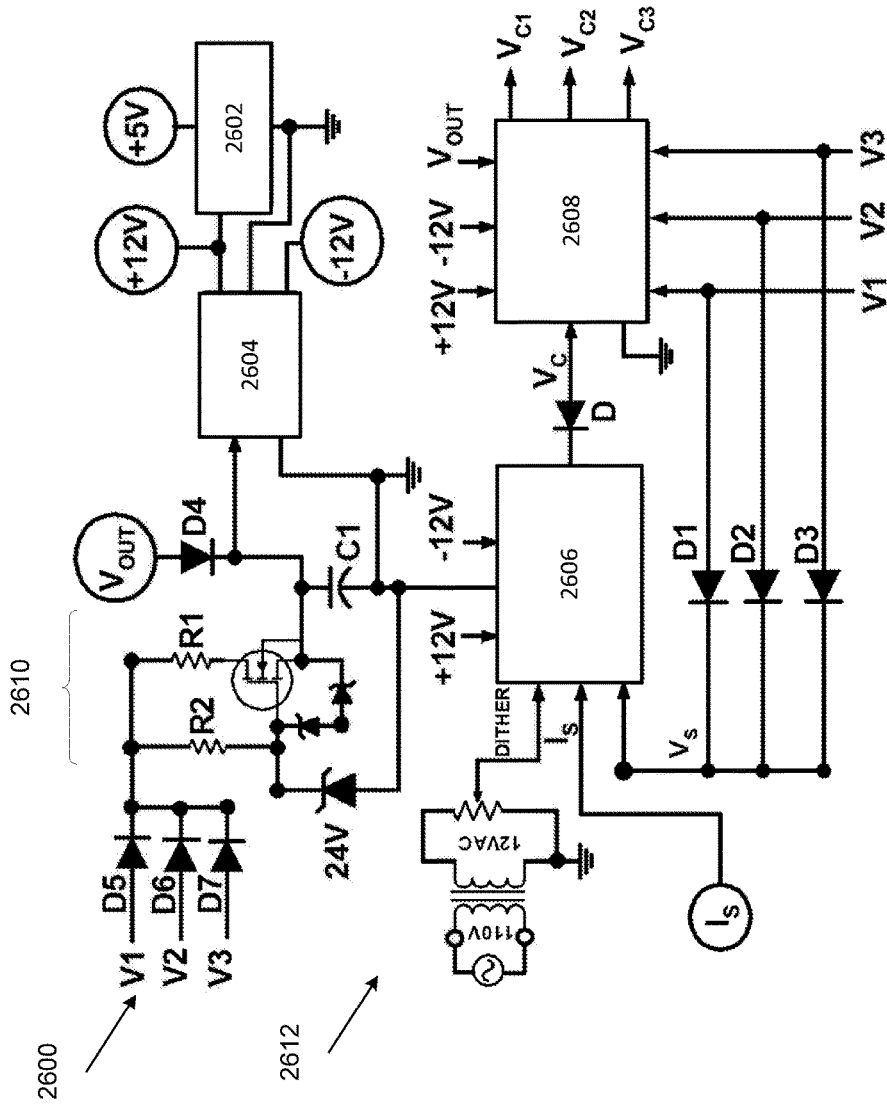 2610
2600
2612
V1
V2
V3
D5
D6
D7
R2
R1
24V
VOUT
D4
C1
+12V
+5V
-12V
2604
2602
110V
12VAC
DITHER
IS
IS
+12V
-12V
2606
VS
D
VC
+12V
-12V
VOUT
2608
VC1
VC2
VC3
D1
D2
D3
V1
V2
V3